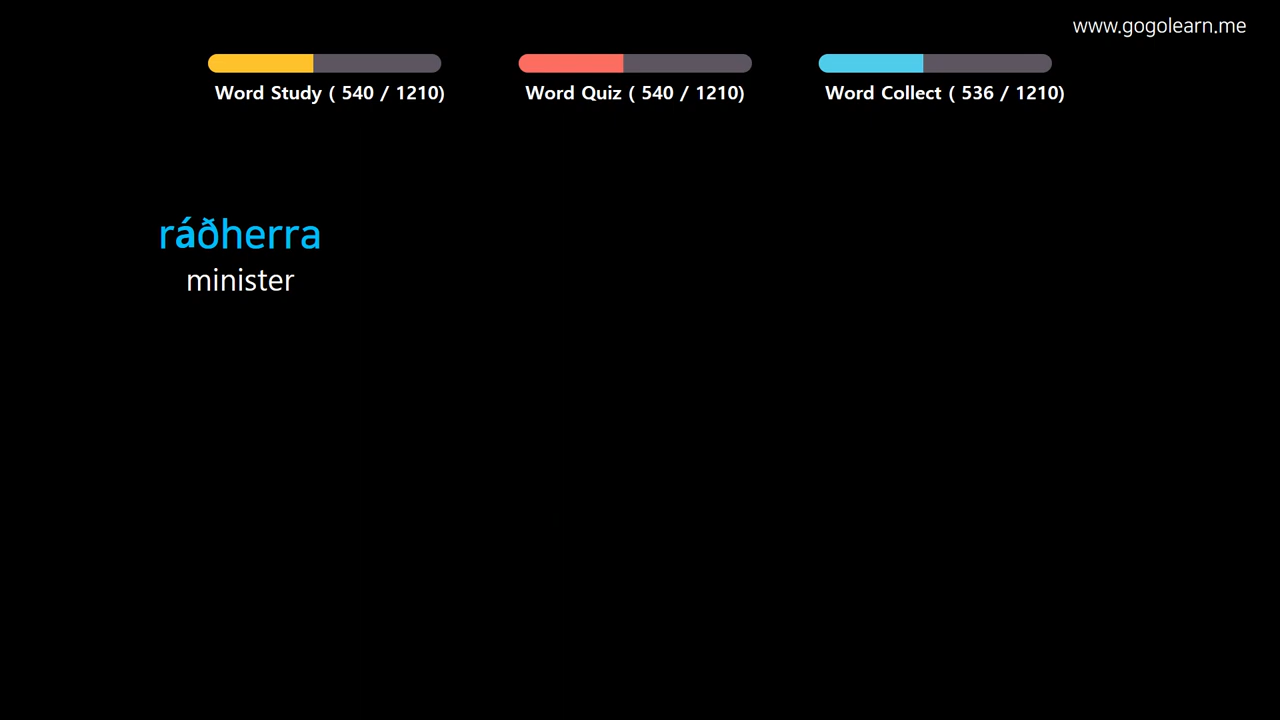 www.gogolearn.me
Word Study ( 540 / 1210)
Word Quiz ( 540 / 1210)
Word Collect ( 536 / 1210)
ráðherra
minister